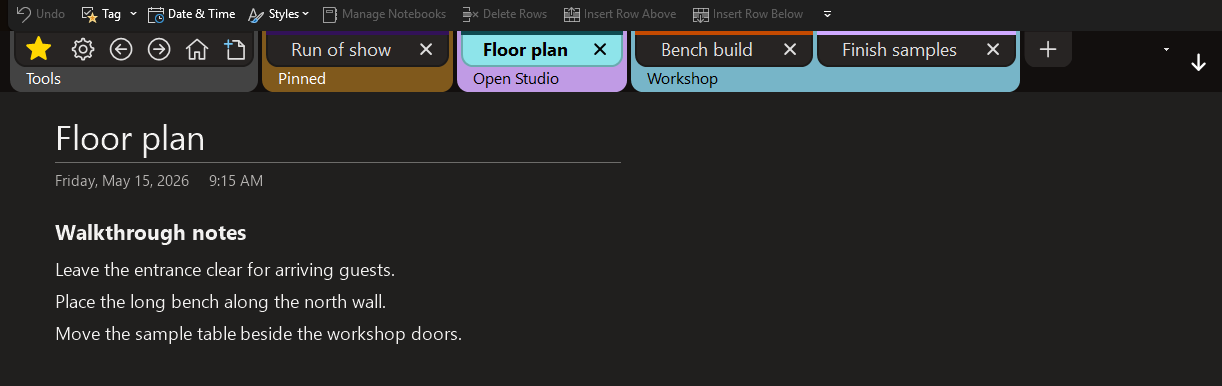 Undo Tag Date & Time Styles Manage Notebooks Delete Rows Insert Row Above Insert Row Below
Run of show Floor plan Bench build Finish samples
Tools Pinned Open Studio Workshop
Floor plan
Friday, May 15, 2026 9:15 AM
Walkthrough notes
Leave the entrance clear for arriving guests.
Place the long bench along the north wall.
Move the sample table beside the workshop doors.